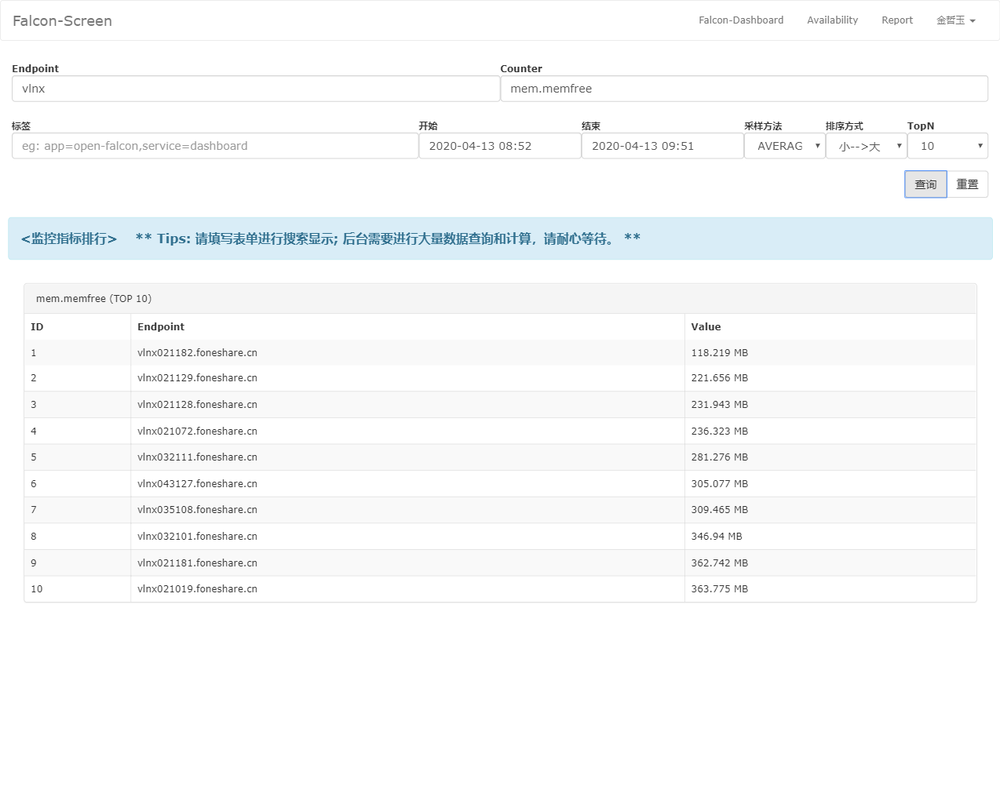 Falcon-Screen Falcon-Dashboard Availability Report 金哲玉
Endpoint Counter
vlnx mem.memfree
标签 开始 结束 采样方法 排序方式 TopN
eg: app=open-falcon,service=dashboard 2020-04-13 08:52 2020-04-13 09:51 AVERAG 小-->大 10
查询 重置
<监控指标排行> ** Tips: 请填写表单进行搜索显示; 后台需要进行大量数据查询和计算，请耐心等待。 **
mem.memfree (TOP 10)
ID Endpoint Value
1 vlnx021182.foneshare.cn 118.219 MB
2 vlnx021129.foneshare.cn 221.656 MB
3 vlnx021128.foneshare.cn 231.943 MB
4 vlnx021072.foneshare.cn 236.323 MB
5 vlnx032111.foneshare.cn 281.276 MB
6 vlnx043127.foneshare.cn 305.077 MB
7 vlnx035108.foneshare.cn 309.465 MB
8 vlnx032101.foneshare.cn 346.94 MB
9 vlnx021181.foneshare.cn 362.742 MB
10 vlnx021019.foneshare.cn 363.775 MB